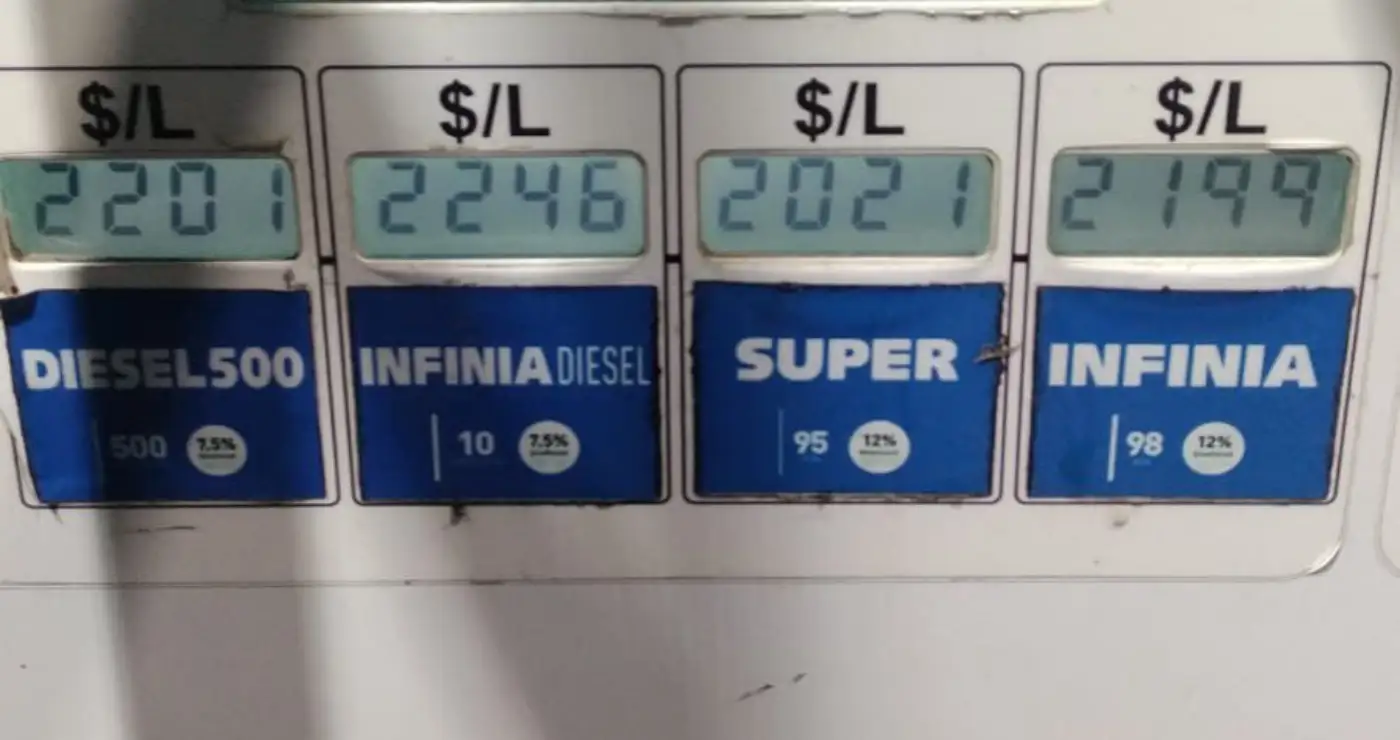 $/L $/L $/L $/L
2201 2246 2021 2199
DIESEL500 INFINIA DIESEL SUPER INFINIA
500 7.5% 10 7.5% 95 12% 98 12%